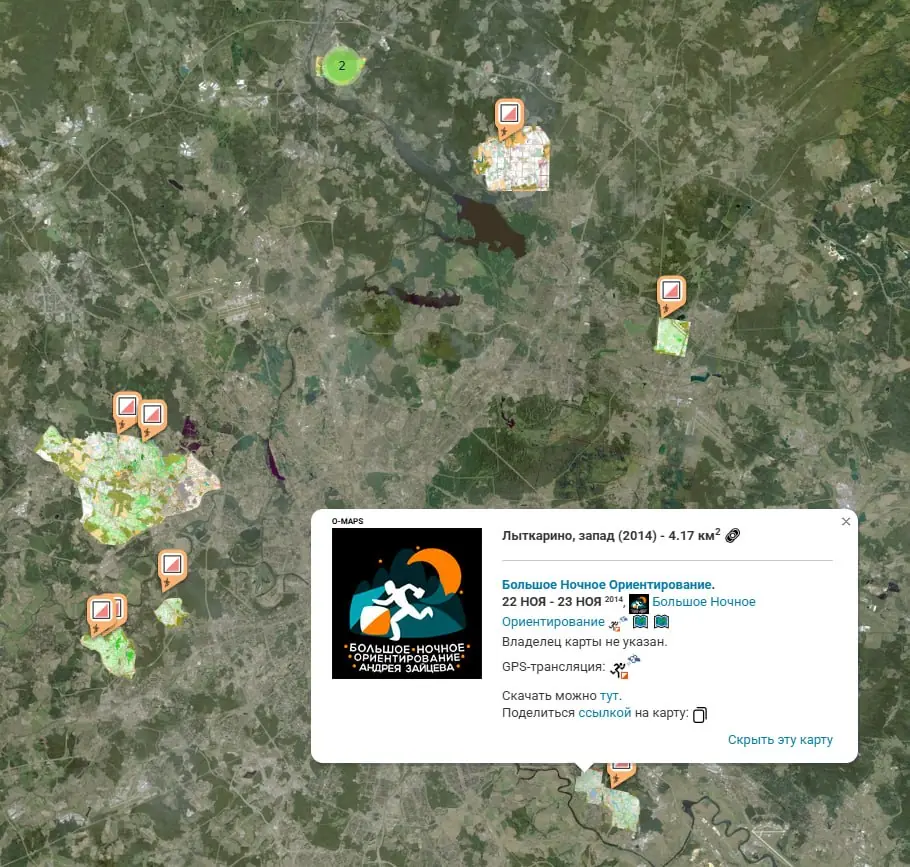 2
O-MAPS
Лыткарино, запад (2014) - 4.17 км2
БОЛЬШОЕ•НОЧНОЕ
•ОРИЕНТИРОВАНИЕ•
АНДРЕЯ ЗАЙЦЕВА
Большое Ночное Ориентирование.
22 НОЯ - 23 НОЯ 2014, Большое Ночное
Ориентирование
Владелец карты не указан.
GPS-трансляция:
Скачать можно тут.
Поделиться ссылкой на карту:
Скрыть эту карту